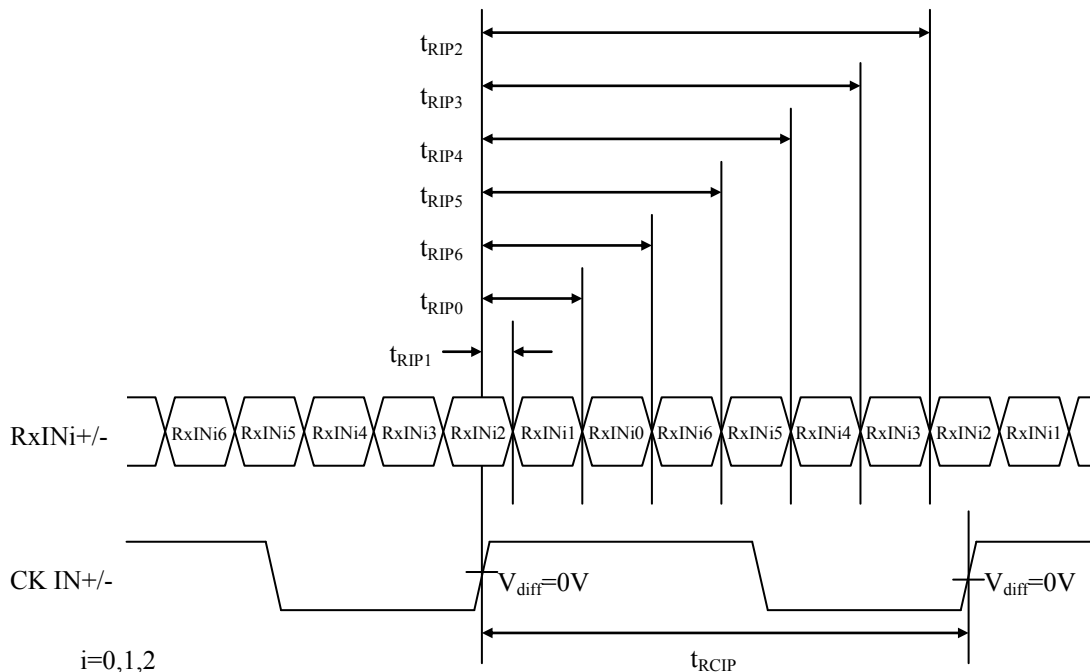 tRIP2
tRIP3
tRIP4
tRIP5
tRIP6
tRIP0
tRIP1
RxINi+/-
RxINi6 RxINi5 RxINi4 RxINi3 RxINi2 RxINi1 RxINi0 RxINi6 RxINi5 RxINi4 RxINi3 RxINi2 RxINi1
CK IN+/-
Vdiff=0V Vdiff=0V
i=0,1,2
tRCIP